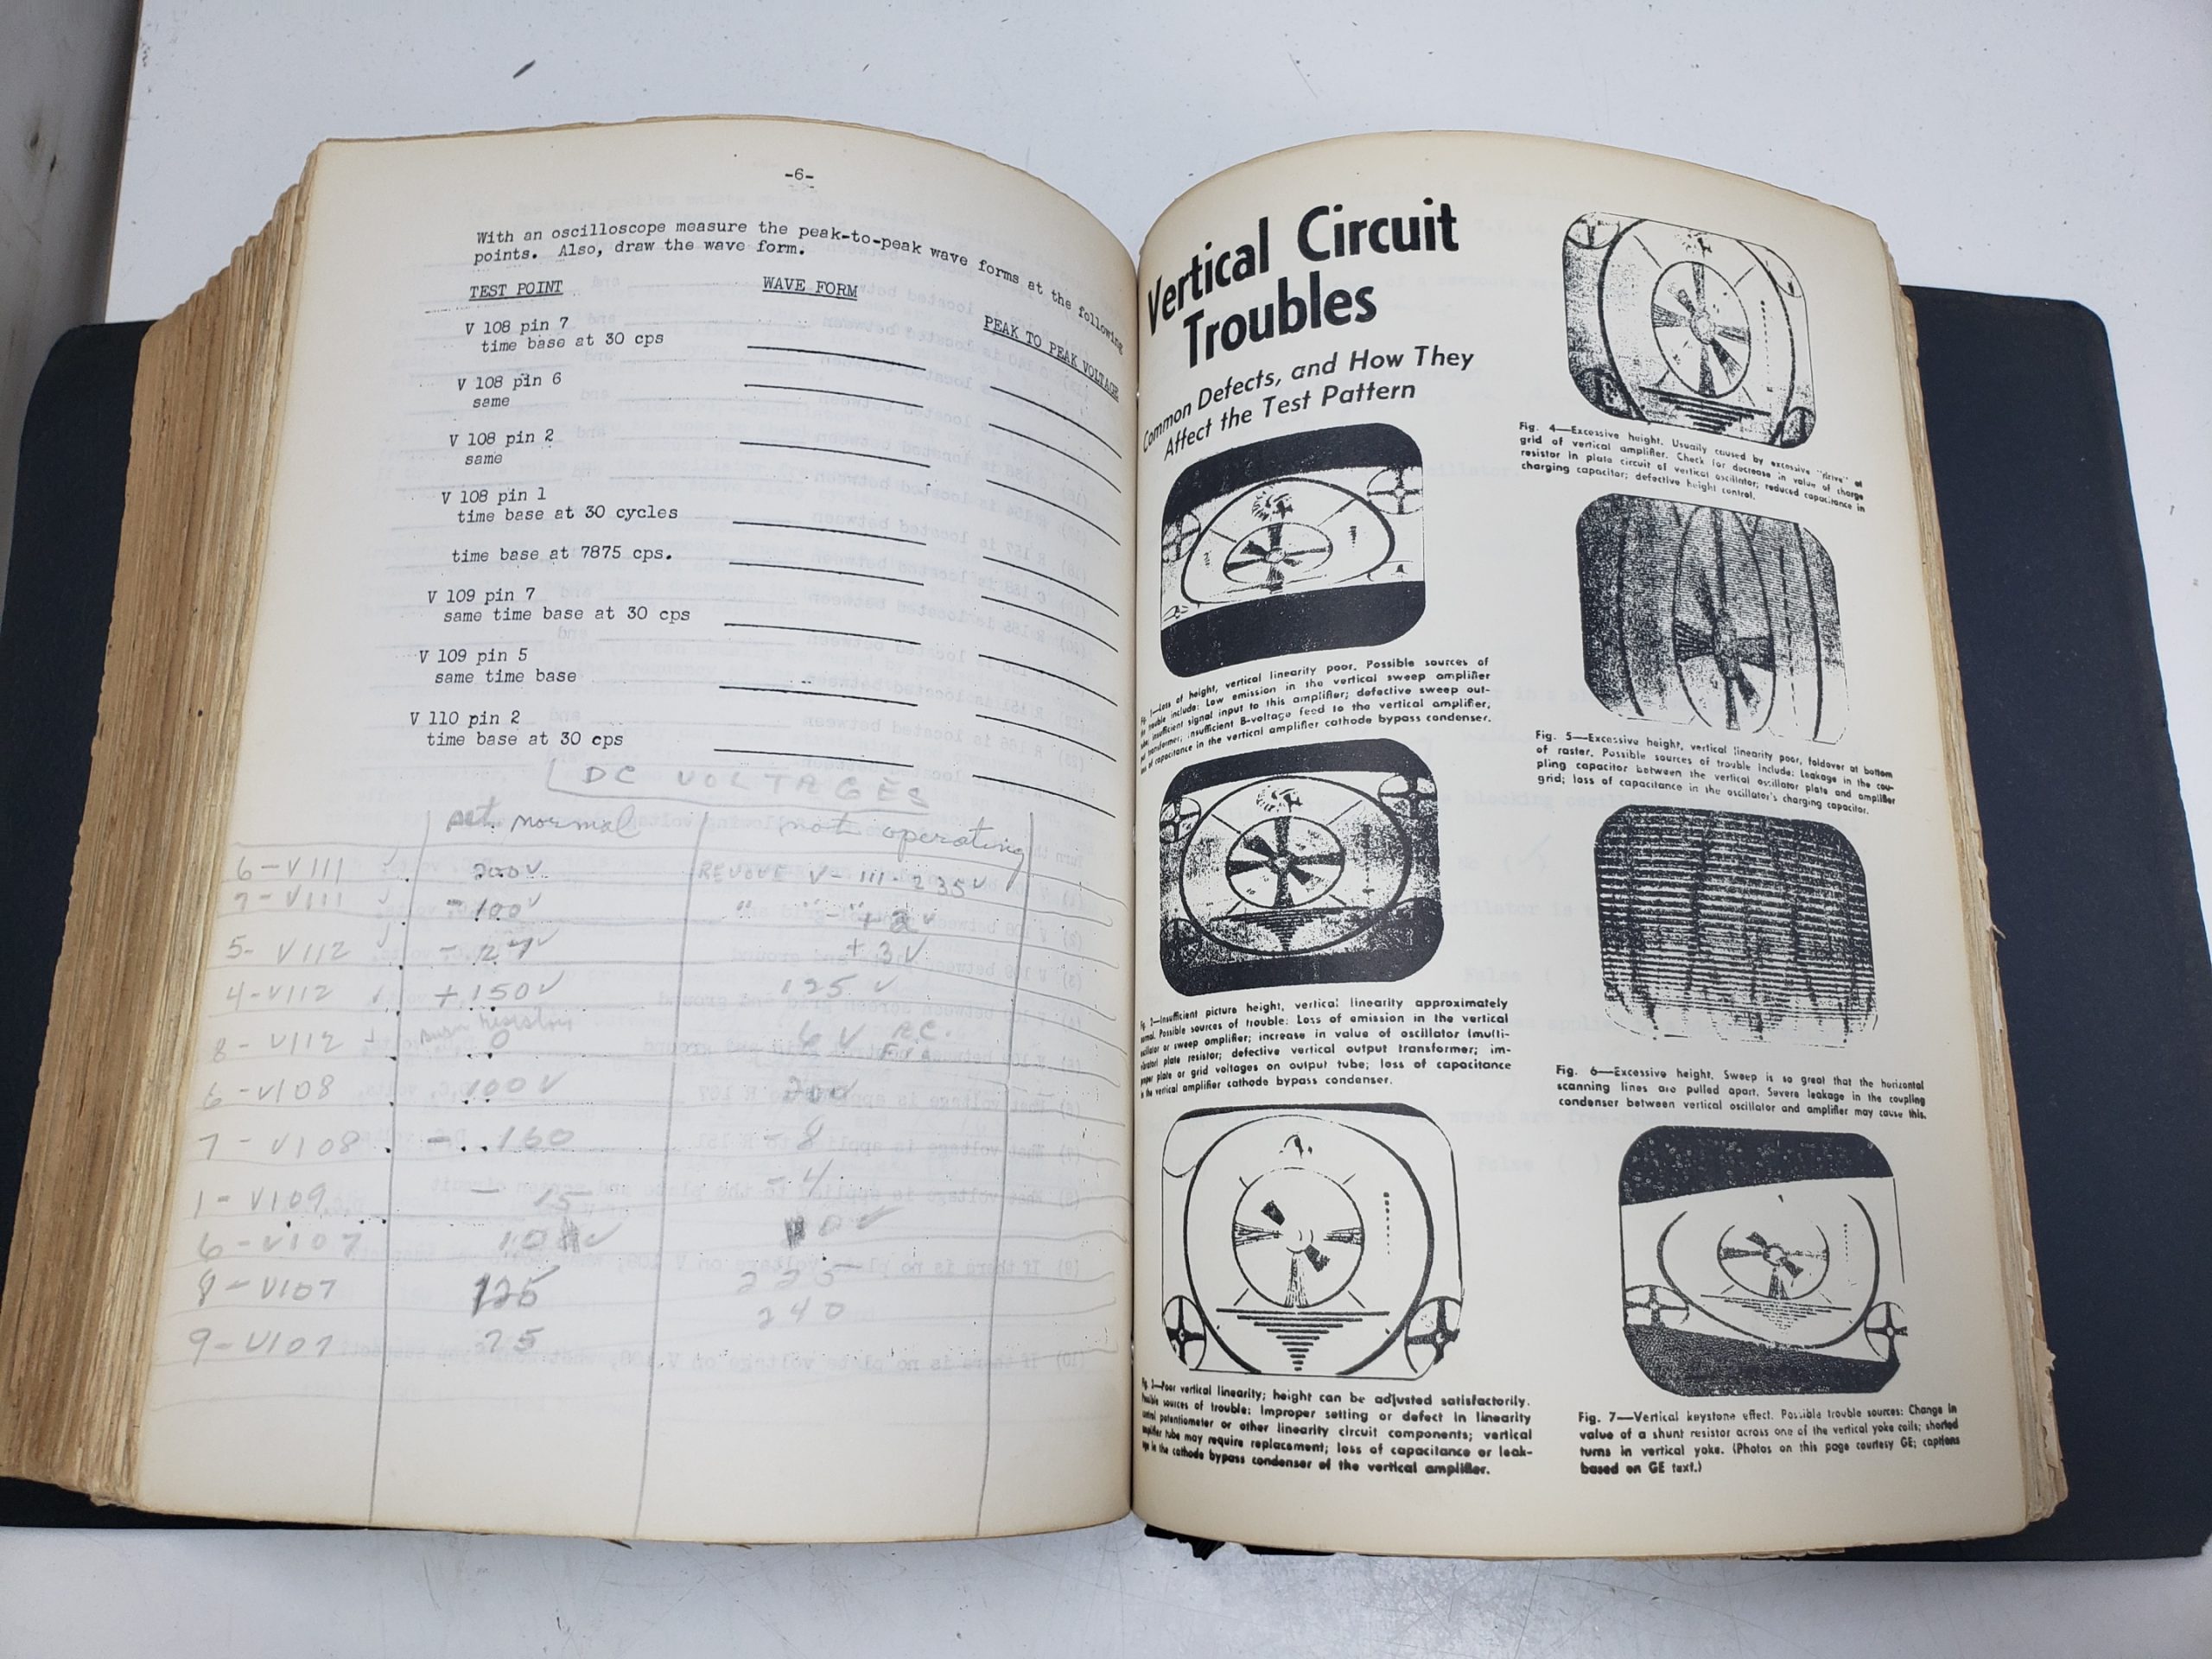 -6-
With an oscilloscope measure the peak-to-peak wave forms at the following
points. Also, draw the wave form.
TEST POINT
WAVE FORM
PEAK TO PEAK VOLTAGE
V 108 pin 7
time base at 30 cps
V 108 pin 6
same
V 108 pin 2
same
V 108 pin 1
time base at 30 cycles
time base at 7875 cps.
V 109 pin 7
same time base at 30 cps
V 109 pin 5
same time base
V 110 pin 2
time base at 30 cps
DC VOLTAGES
set normal
not operating
6-V111 200V REMOVE V-111-235V
7-V111 -100V " " - " +2V
5-V112 +3V
4-V112 +150V 125 V
8-V112 0 6V A.C.
6-V108 100V 200
7-V108 -160 -8
1-V109 -15 -4
6-V107
8-V107 125 225
9-V107 75 240
Vertical Circuit
Troubles
Common Defects, and How They
Affect the Test Pattern
1—Loss of height, vertical linearity poor. Possible sources of
trouble include: Low emission in the vertical sweep amplifier
insufficient signal input to this amplifier; defective sweep out-
transformer; insufficient B-voltage feed to the vertical amplifier;
of capacitance in the vertical amplifier cathode bypass condenser.
2—Insufficient picture height, vertical linearity approximately
normal. Possible sources of trouble: Loss of emission in the vertical
or sweep amplifier; increase in value of oscillator (multi-
plate resistor; defective vertical output transformer; im-
plate or grid voltages on output tube; loss of capacitance
in the vertical amplifier cathode bypass condenser.
3—Poor vertical linearity; height can be adjusted satisfactorily.
Possible sources of trouble: Improper setting or defect in linearity
control potentiometer or other linearity circuit components; vertical
amplifier tube may require replacement; loss of capacitance or leak-
in the cathode bypass condenser of the vertical amplifier.
Fig. 4—Excessive height. Usually caused by excessive "drive" at
grid of vertical amplifier. Check for decrease in value of charge
resistor in plate circuit of vertical oscillator; reduced capacitance in
charging capacitor; defective height control.
Fig. 5—Excessive height, vertical linearity poor, foldover at bottom
of raster. Possible sources of trouble include: Leakage in the cou-
pling capacitor between the vertical oscillator plate and amplifier
grid; loss of capacitance in the oscillator's charging capacitor.
Fig. 6—Excessive height. Sweep is so great that the horizontal
scanning lines are pulled apart. Severe leakage in the coupling
condenser between vertical oscillator and amplifier may cause this.
Fig. 7—Vertical keystone effect. Possible trouble sources: Change in
value of a shunt resistor across one of the vertical yoke coils; shorted
turns in vertical yoke. (Photos on this page courtesy GE; captions
based on GE text.)